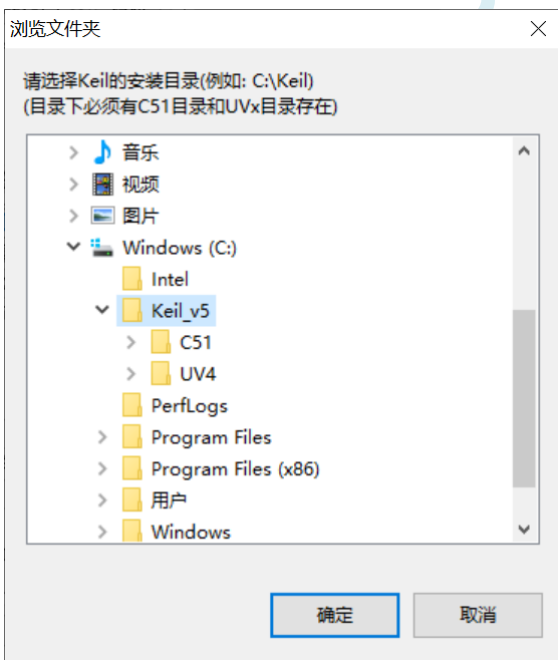 浏览文件夹
请选择Keil的安装目录(例如: C:\Keil)
(目录下必须有C51目录和UVx目录存在)
音乐
视频
图片
Windows (C:)
Intel
Keil_v5
C51
UV4
PerfLogs
Program Files
Program Files (x86)
用户
Windows
确定 取消